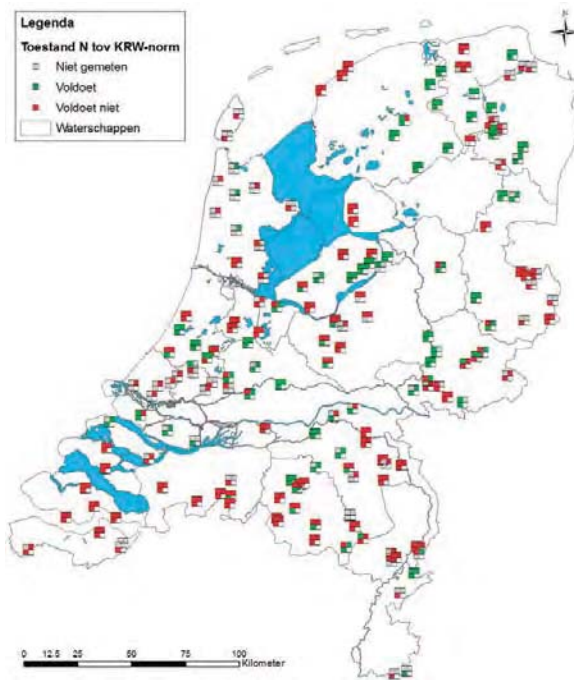 Legenda
Toestand N tov KRW-norm
Niet gemeten
Voldoet
Voldoet niet
Waterschappen
N
0 12.5 25 50 75 100
Kilometer